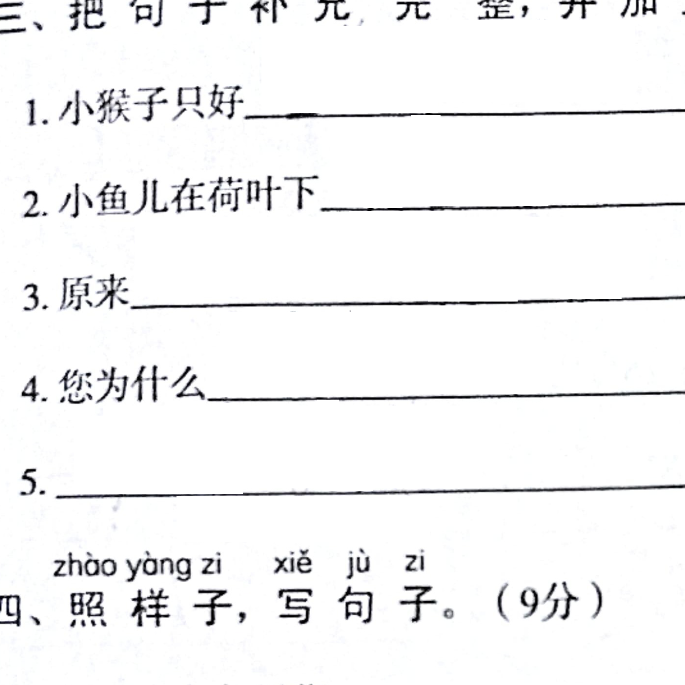 三、把句子补充完整，并加
1. 小猴子只好
2. 小鱼儿在荷叶下
3. 原来
4. 您为什么
5.
zhào yàng zi xiě jù zi
四、照样子，写句子。（9分）